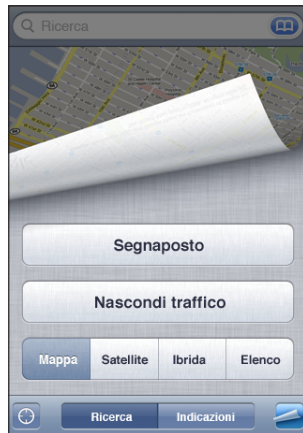 Ricerca
Segnaposto
Nascondi traffico
Mappa Satellite Ibrida Elenco
Ricerca Indicazioni